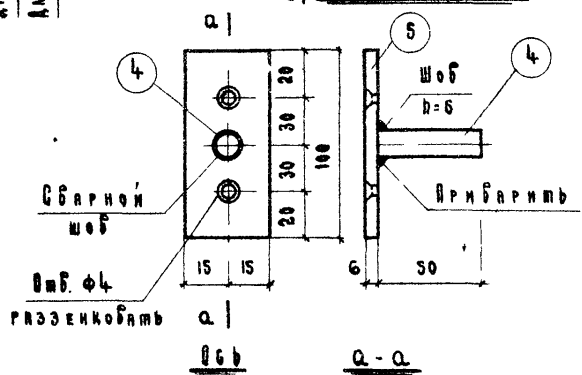 а
4
20
30
30
20
100
Сварной
шов
Отв. ф4
раззенковать
15
15
а
Ось
5
Шов
h=6
4
Приварить
6
50
а-а